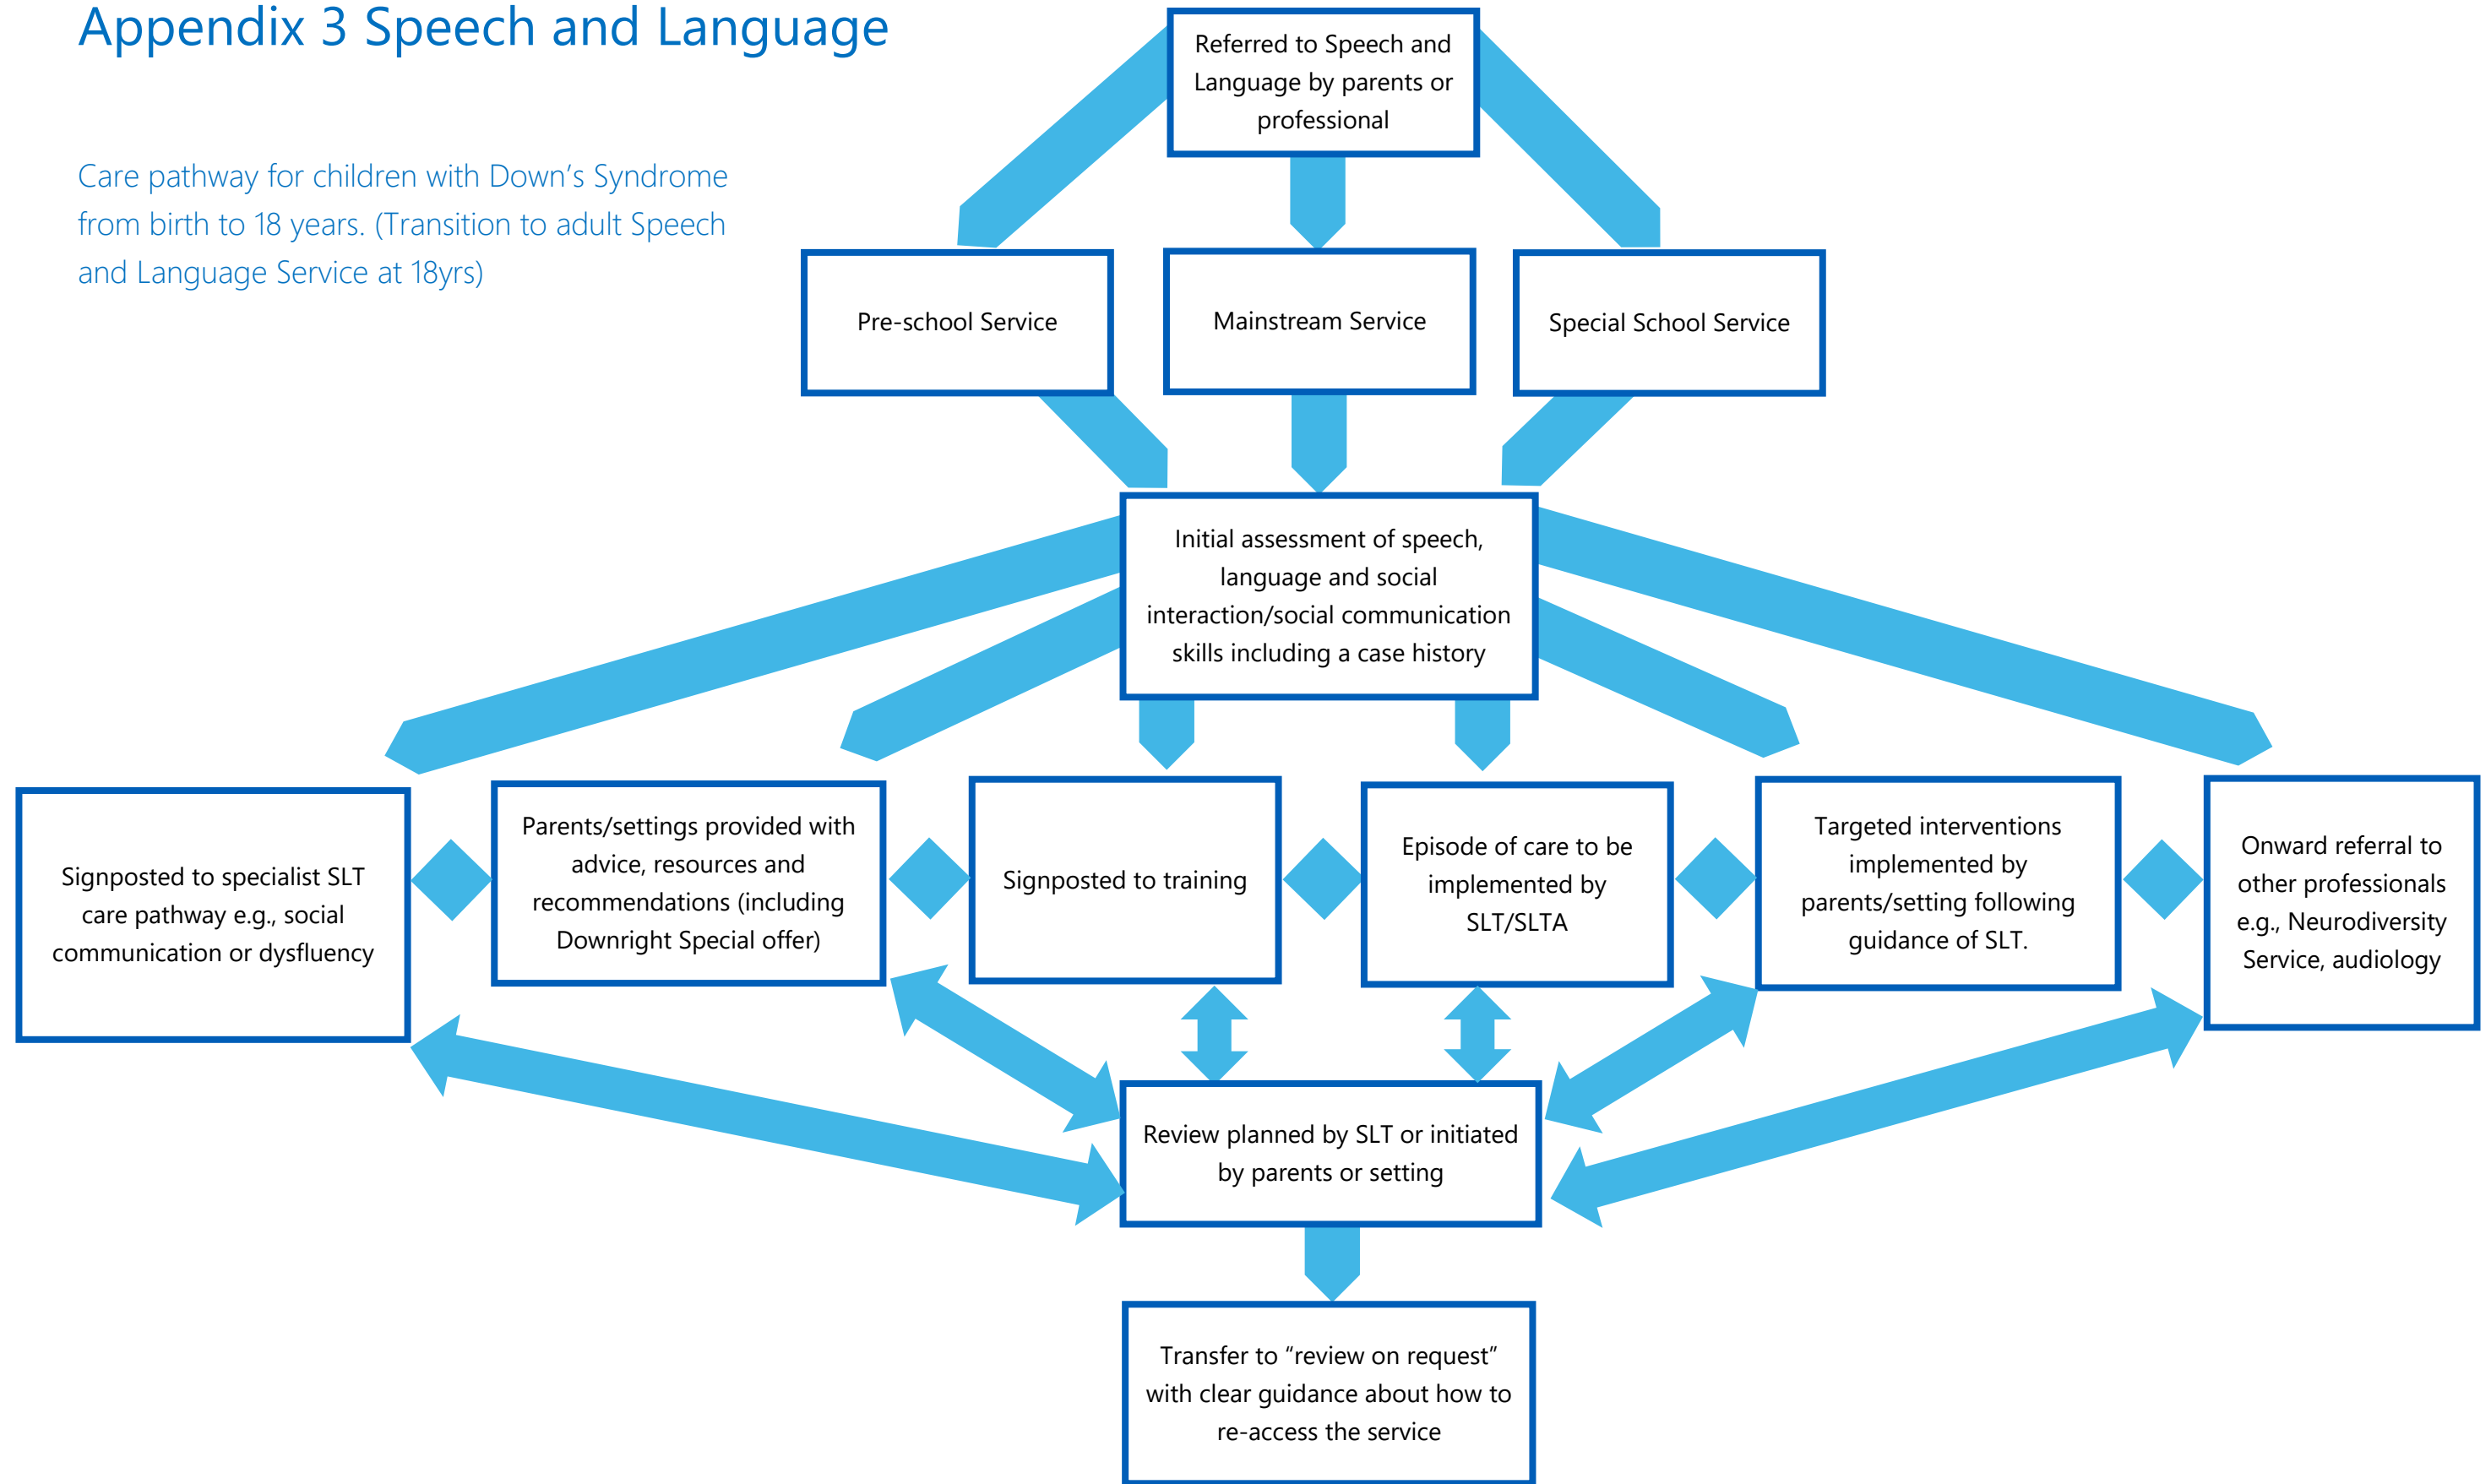 Appendix 3 Speech and Language
Care pathway for children with Down’s Syndrome
from birth to 18 years. (Transition to adult Speech
and Language Service at 18yrs)
Referred to Speech and
Language by parents or
professional
Pre-school Service
Mainstream Service
Special School Service
Initial assessment of speech,
language and social
interaction/social communication
skills including a case history
Signposted to specialist SLT
care pathway e.g., social
communication or dysfluency
Parents/settings provided with
advice, resources and
recommendations (including
Downright Special offer)
Signposted to training
Episode of care to be
implemented by
SLT/SLTA
Targeted interventions
implemented by
parents/setting following
guidance of SLT.
Onward referral to
other professionals
e.g., Neurodiversity
Service, audiology
Review planned by SLT or initiated
by parents or setting
Transfer to “review on request”
with clear guidance about how to
re-access the service